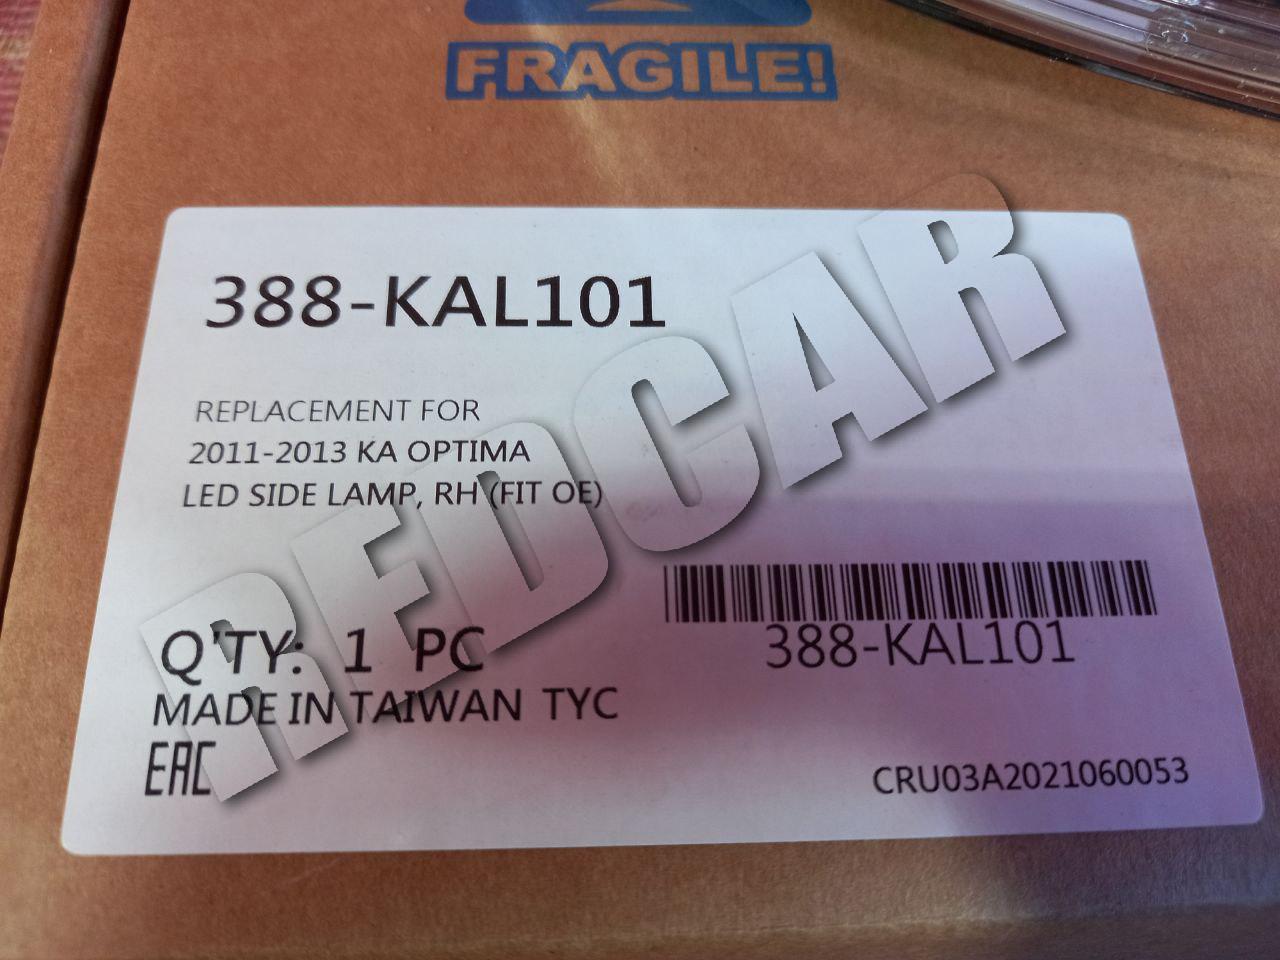 FRAGILE!
388-KAL101
REPLACEMENT FOR
2011-2013 KA OPTIMA
LED SIDE LAMP, RH (FIT OE)
REDCAR
388-KAL101
Q'TY: 1 PC
MADE IN TAIWAN TYC
EAC
CRU03A2021060053